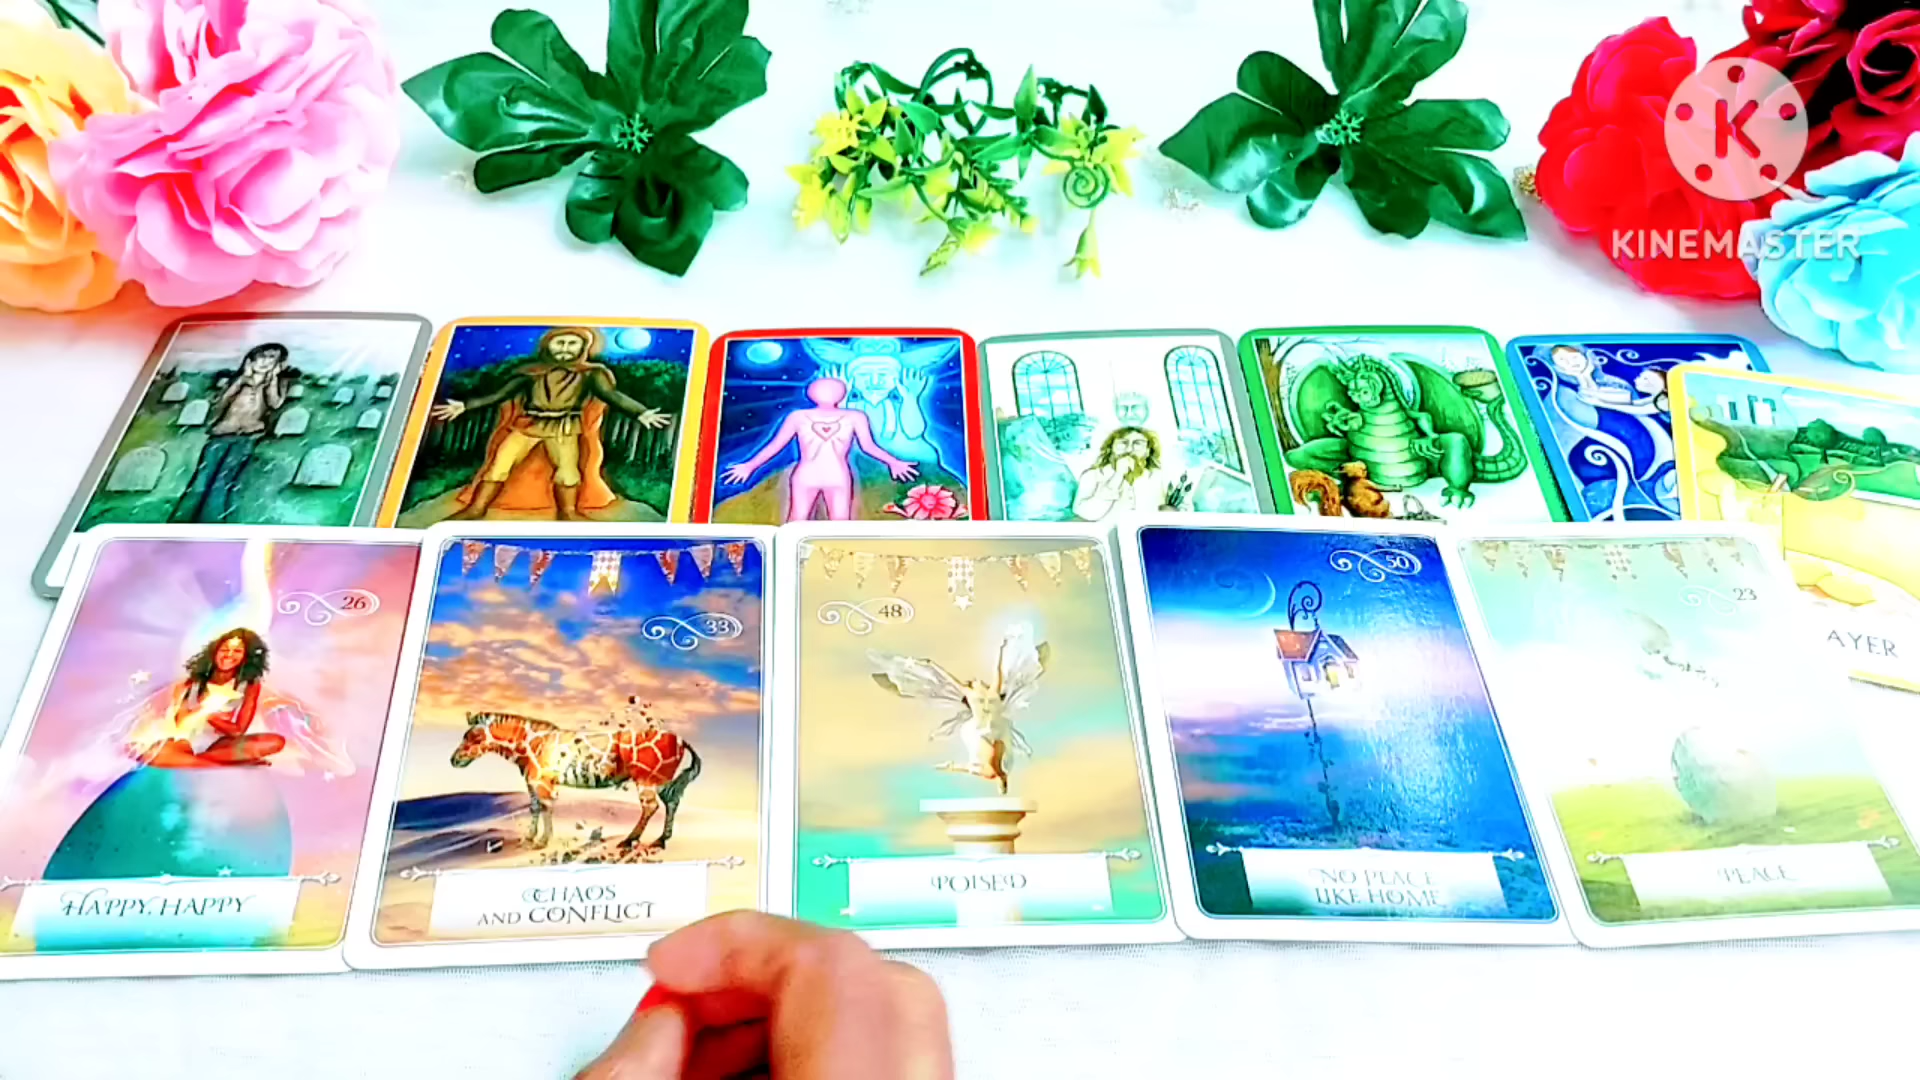 K
KINEMASTER
26
33
48
50
23
AYER
HAPPY, HAPPY
CHAOS
AND CONFLICT
POISED
NO PLACE
LIKE HOME
PEACE